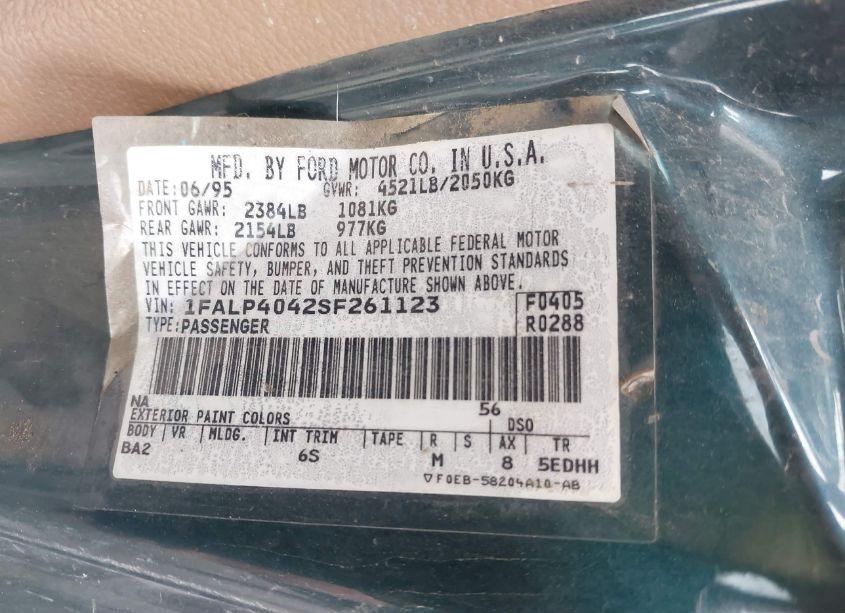 MFD. BY FORD MOTOR CO. IN U.S.A.
DATE: 06/95 GVWR: 4521LB/2050KG
FRONT GAWR: 2384LB 1081KG
REAR GAWR: 2154LB 977KG
THIS VEHICLE CONFORMS TO ALL APPLICABLE FEDERAL MOTOR
VEHICLE SAFETY, BUMPER, AND THEFT PREVENTION STANDARDS
IN EFFECT ON THE DATE OF MANUFACTURE SHOWN ABOVE.
VIN: 1FALP4042SF261123 F0405
TYPE: PASSENGER R0288
NA 56
EXTERIOR PAINT COLORS DSO
BODY VR MLDG. INT TRIM TAPE R S AX TR
BA2 6S M 8 5EDHH
▽F0EB-58204A10-AB